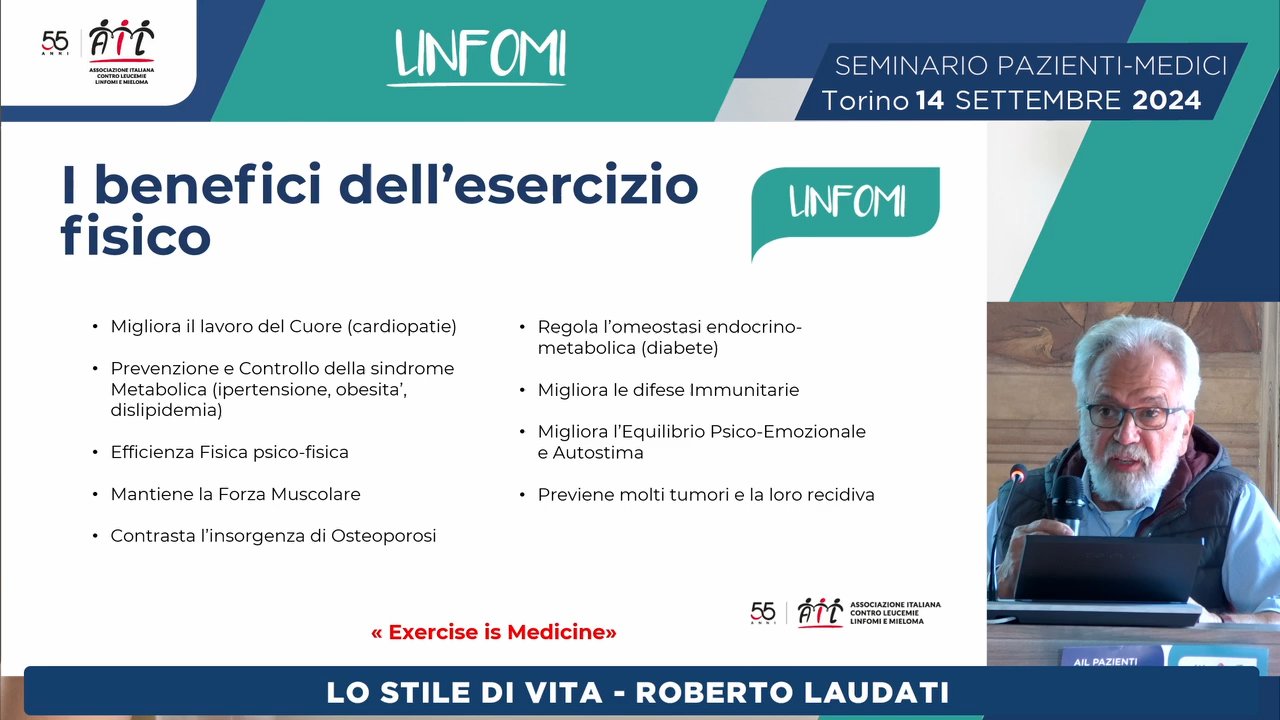 55
ANNI
AIL
ASSOCIAZIONE ITALIANA
CONTRO LEUCEMIE
LINFOMI E MIELOMA
LINFOMI
SEMINARIO PAZIENTI-MEDICI
Torino 14 SETTEMBRE 2024
I benefici dell’esercizio
fisico
LINFOMI
• Migliora il lavoro del Cuore (cardiopatie)
• Prevenzione e Controllo della sindrome
Metabolica (ipertensione, obesita’,
dislipidemia)
• Efficienza Fisica psico-fisica
• Mantiene la Forza Muscolare
• Contrasta l’insorgenza di Osteoporosi
• Regola l’omeostasi endocrino-
metabolica (diabete)
• Migliora le difese Immunitarie
• Migliora l’Equilibrio Psico-Emozionale
e Autostima
• Previene molti tumori e la loro recidiva
55
ANNI
AIL
ASSOCIAZIONE ITALIANA
CONTRO LEUCEMIE
LINFOMI E MIELOMA
« Exercise is Medicine»
AIL PAZIENTI
LO STILE DI VITA - ROBERTO LAUDATI